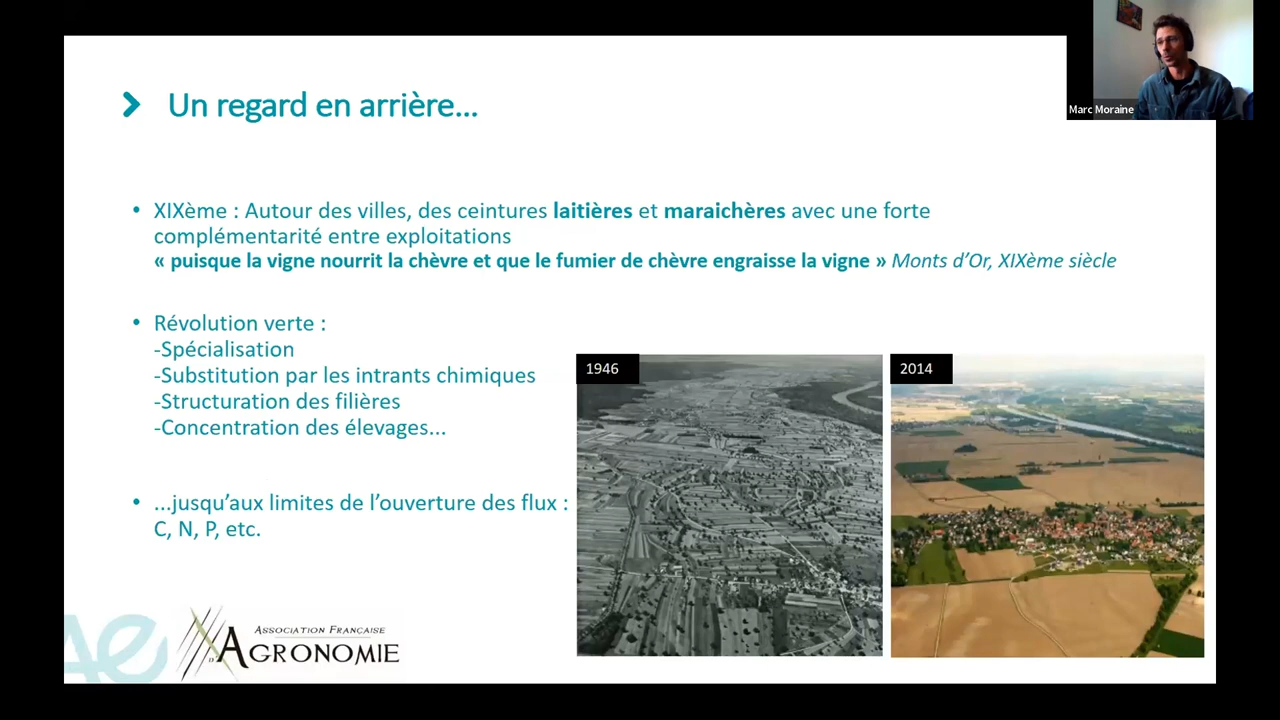 Marc Moraine
Un regard en arrière...
• XIXème : Autour des villes, des ceintures laitières et maraichères avec une forte
complémentarité entre exploitations
« puisque la vigne nourrit la chèvre et que le fumier de chèvre engraisse la vigne » Monts d’Or, XIXème siècle
• Révolution verte :
-Spécialisation
-Substitution par les intrants chimiques
-Structuration des filières
-Concentration des élevages...
• ...jusqu’aux limites de l’ouverture des flux :
C, N, P, etc.
1946
2014
Ae
Association Française
d'Agronomie